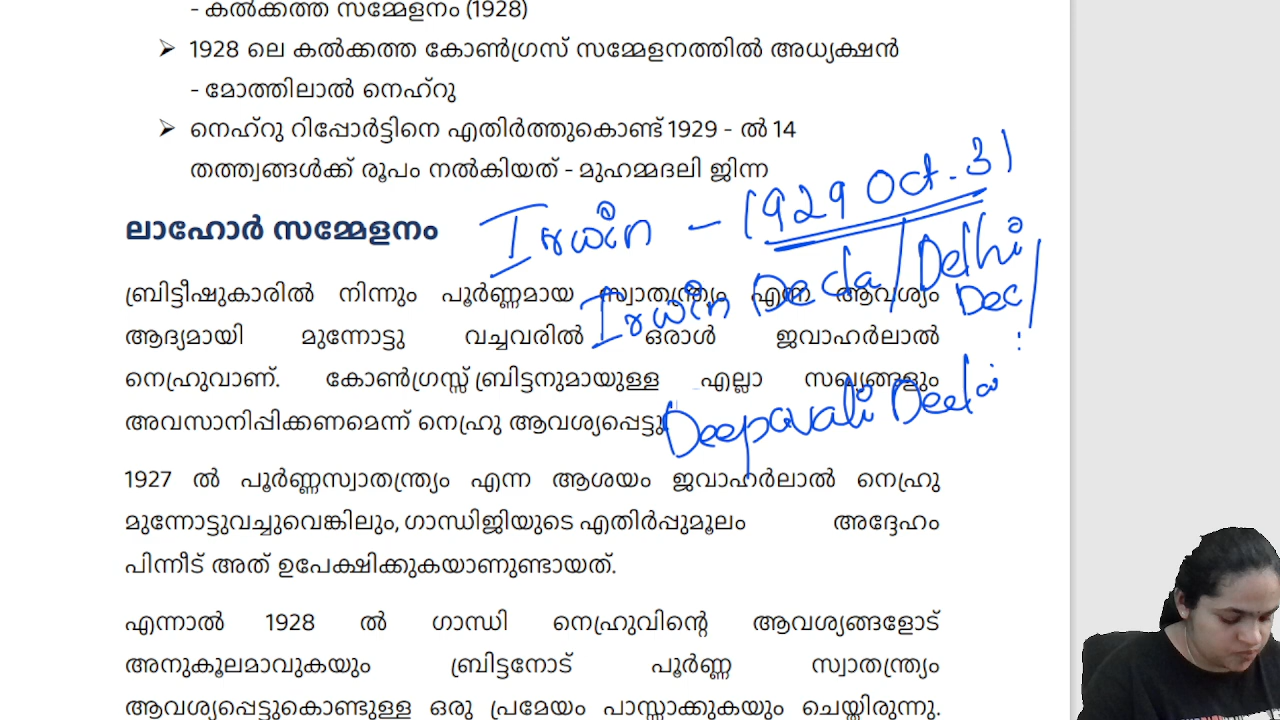 - കൽക്കത്ത സമ്മേളനം (1928)
➢ 1928 ലെ കൽക്കത്ത കോൺഗ്രസ് സമ്മേളനത്തിൽ അധ്യക്ഷൻ
- മോത്തിലാൽ നെഹ്റു
➢ നെഹ്റു റിപ്പോർട്ടിനെ എതിർത്തുകൊണ്ട് 1929 - ൽ 14
തത്ത്വങ്ങൾക്ക് രൂപം നൽകിയത് - മുഹമ്മദലി ജിന്ന
ലാഹോർ സമ്മേളനം
Irwin - 1929 Oct. 31
Irwin Decla/ Delhi
Dec/
ബ്രിട്ടീഷുകാരിൽ നിന്നും പൂർണ്ണമായ സ്വാതന്ത്ര്യം എന്ന ആവശ്യം
ആദ്യമായി മുന്നോട്ടു വച്ചവരിൽ ഒരാൾ ജവാഹർലാൽ
നെഹ്രുവാണ്. കോൺഗ്രസ്സ് ബ്രിട്ടനുമായുള്ള എല്ലാ സഖ്യങ്ങളും
അവസാനിപ്പിക്കണമെന്ന് നെഹ്രു ആവശ്യപ്പെട്ടു
Deepavali
1927 ൽ പൂർണ്ണസ്വാതന്ത്ര്യം എന്ന ആശയം ജവാഹർലാൽ നെഹ്രു
മുന്നോട്ടുവച്ചുവെങ്കിലും, ഗാന്ധിജിയുടെ എതിർപ്പുമൂലം അദ്ദേഹം
പിന്നീട് അത് ഉപേക്ഷിക്കുകയാണുണ്ടായത്.
എന്നാൽ 1928 ൽ ഗാന്ധി നെഹ്രുവിന്റെ ആവശ്യങ്ങളോട്
അനുകൂലമാവുകയും ബ്രിട്ടനോട് പൂർണ്ണ സ്വാതന്ത്ര്യം
ആവശ്യപ്പെട്ടുകൊണ്ടുള്ള ഒരു പ്രമേയം പാസ്സാക്കുകയും ചെയ്തിരുന്നു.